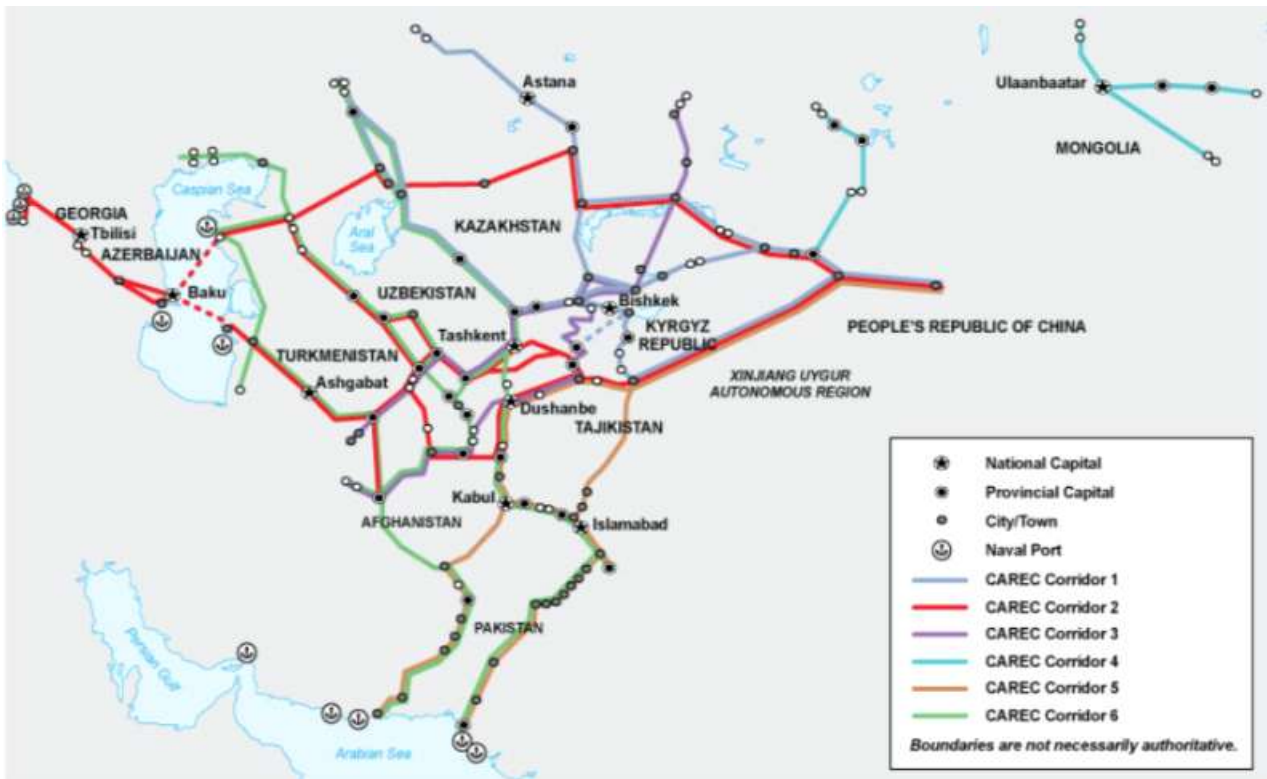 Astana
Ulaanbaatar
MONGOLIA
Caspian Sea
GEORGIA
Tbilisi
AZERBAIJAN
Aral
Sea
KAZAKHSTAN
Baku
UZBEKISTAN
Bishkek
Tashkent
KYRGYZ
REPUBLIC
PEOPLE'S REPUBLIC OF CHINA
TURKMENISTAN
Ashgabat
XINJIANG UYGUR
AUTONOMOUS REGION
Dushanbe
TAJIKISTAN
Kabul
AFGHANISTAN
Islamabad
PAKISTAN
Persian Gulf
Arabian Sea
National Capital
Provincial Capital
City/Town
Naval Port
CAREC Corridor 1
CAREC Corridor 2
CAREC Corridor 3
CAREC Corridor 4
CAREC Corridor 5
CAREC Corridor 6
Boundaries are not necessarily authoritative.